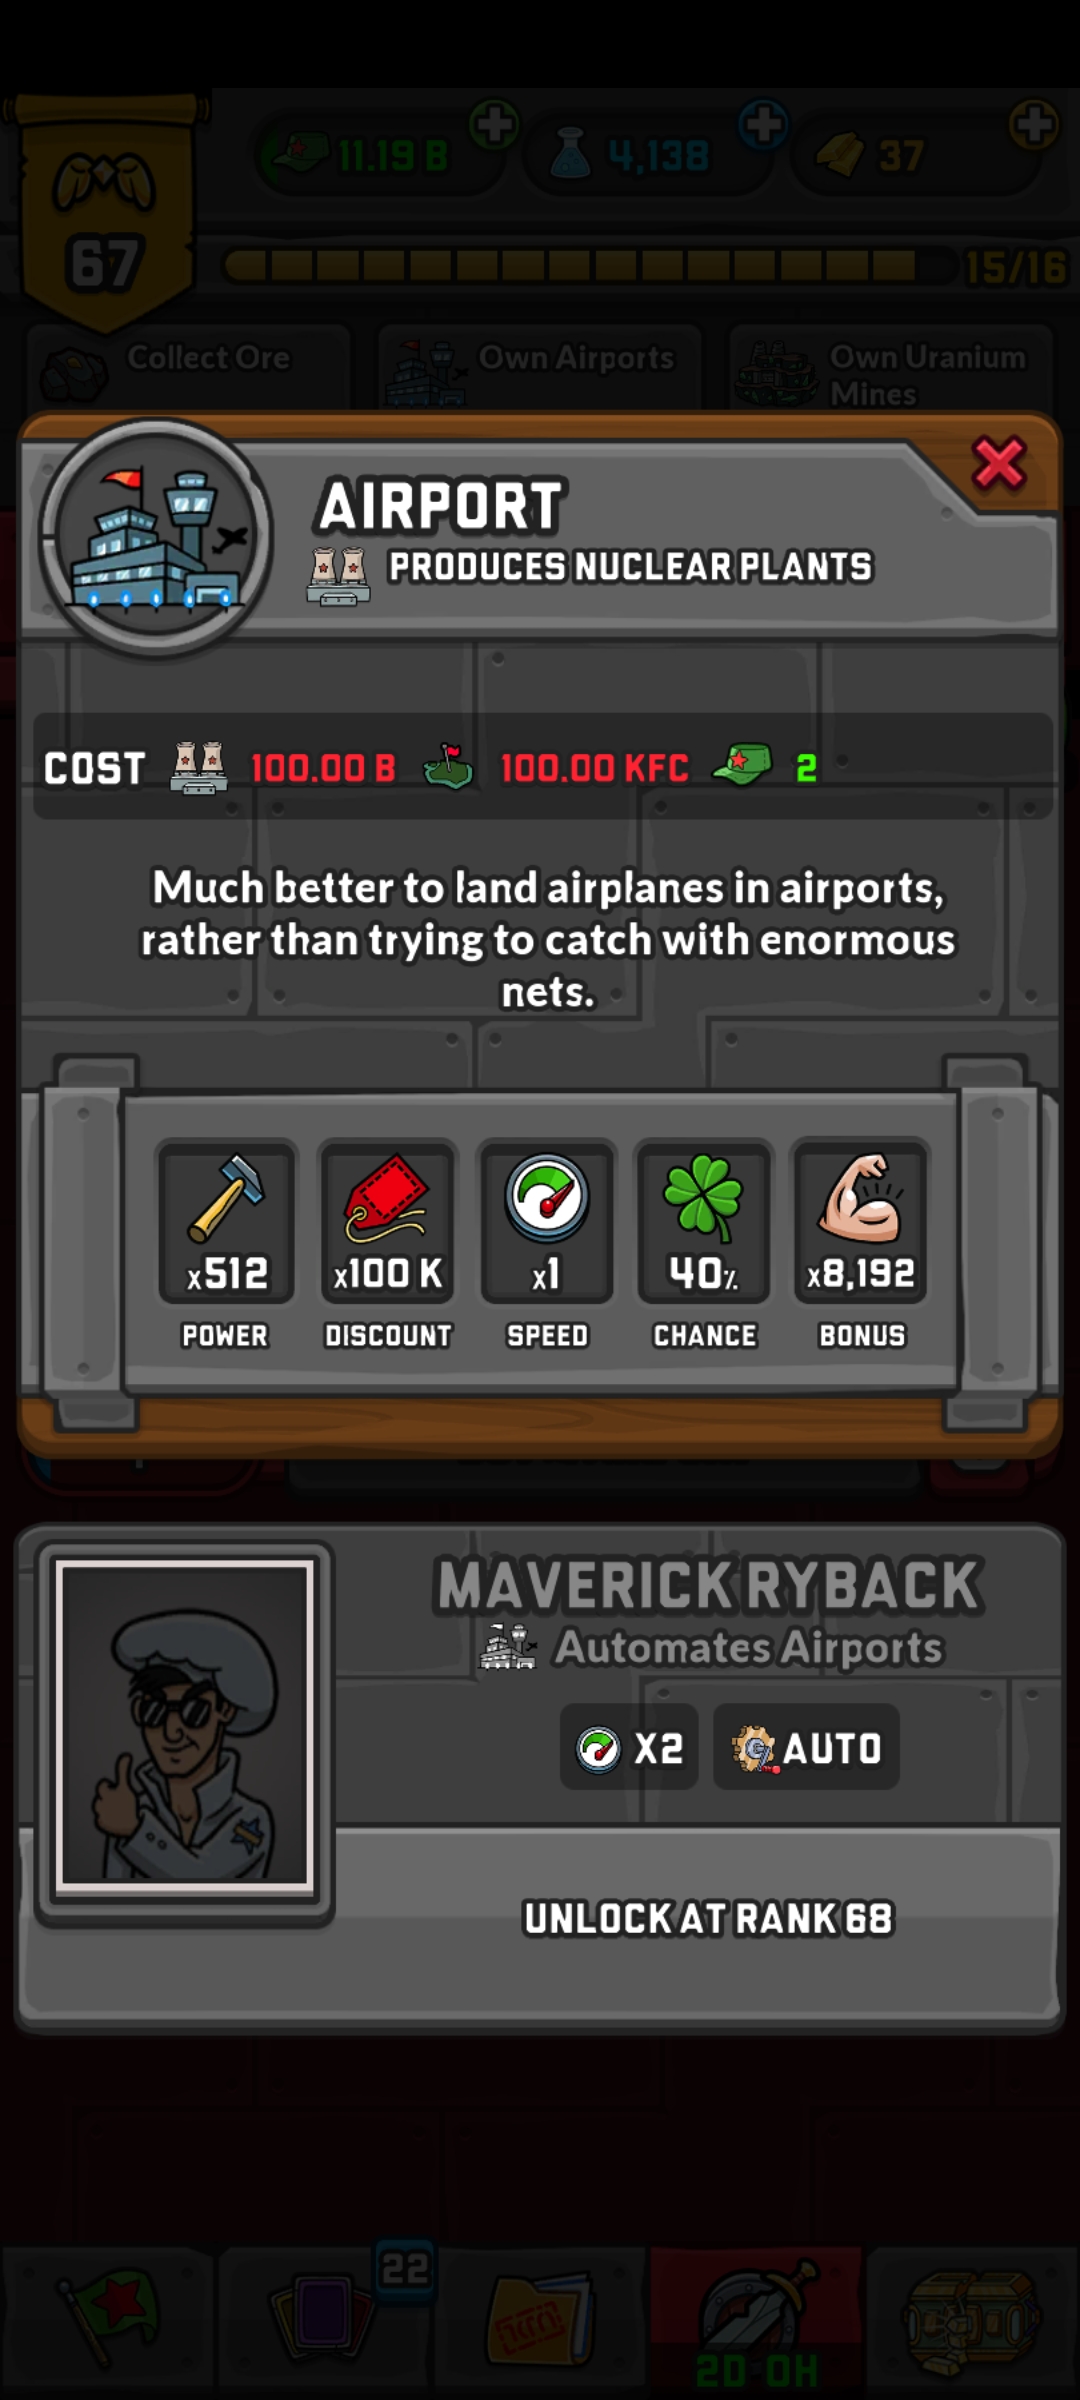 11.19 B
4,138
37
67
15/16
Collect Ore
Own Airports
Own Uranium
Mines
AIRPORT
PRODUCES NUCLEAR PLANTS
COST 100.00 B 100.00 KFC 2
Much better to land airplanes in airports,
rather than trying to catch with enormous
nets.
x512
x100 K
x1
40%
x8,192
POWER
DISCOUNT
SPEED
CHANCE
BONUS
MAVERICK RYBACK
Automates Airports
X2
AUTO
UNLOCK AT RANK 68
22
2D 0H